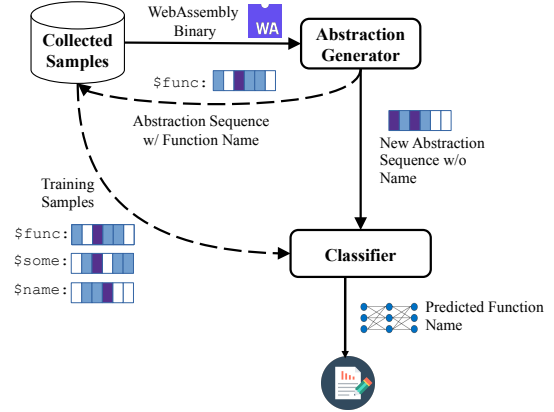 WebAssembly
Binary
WA
Collected
Samples
Abstraction
Generator
$func:
Abstraction Sequence
w/ Function Name
New Abstraction
Sequence w/o
Name
Training
Samples
$func:
$some:
$name:
Classifier
Predicted Function
Name